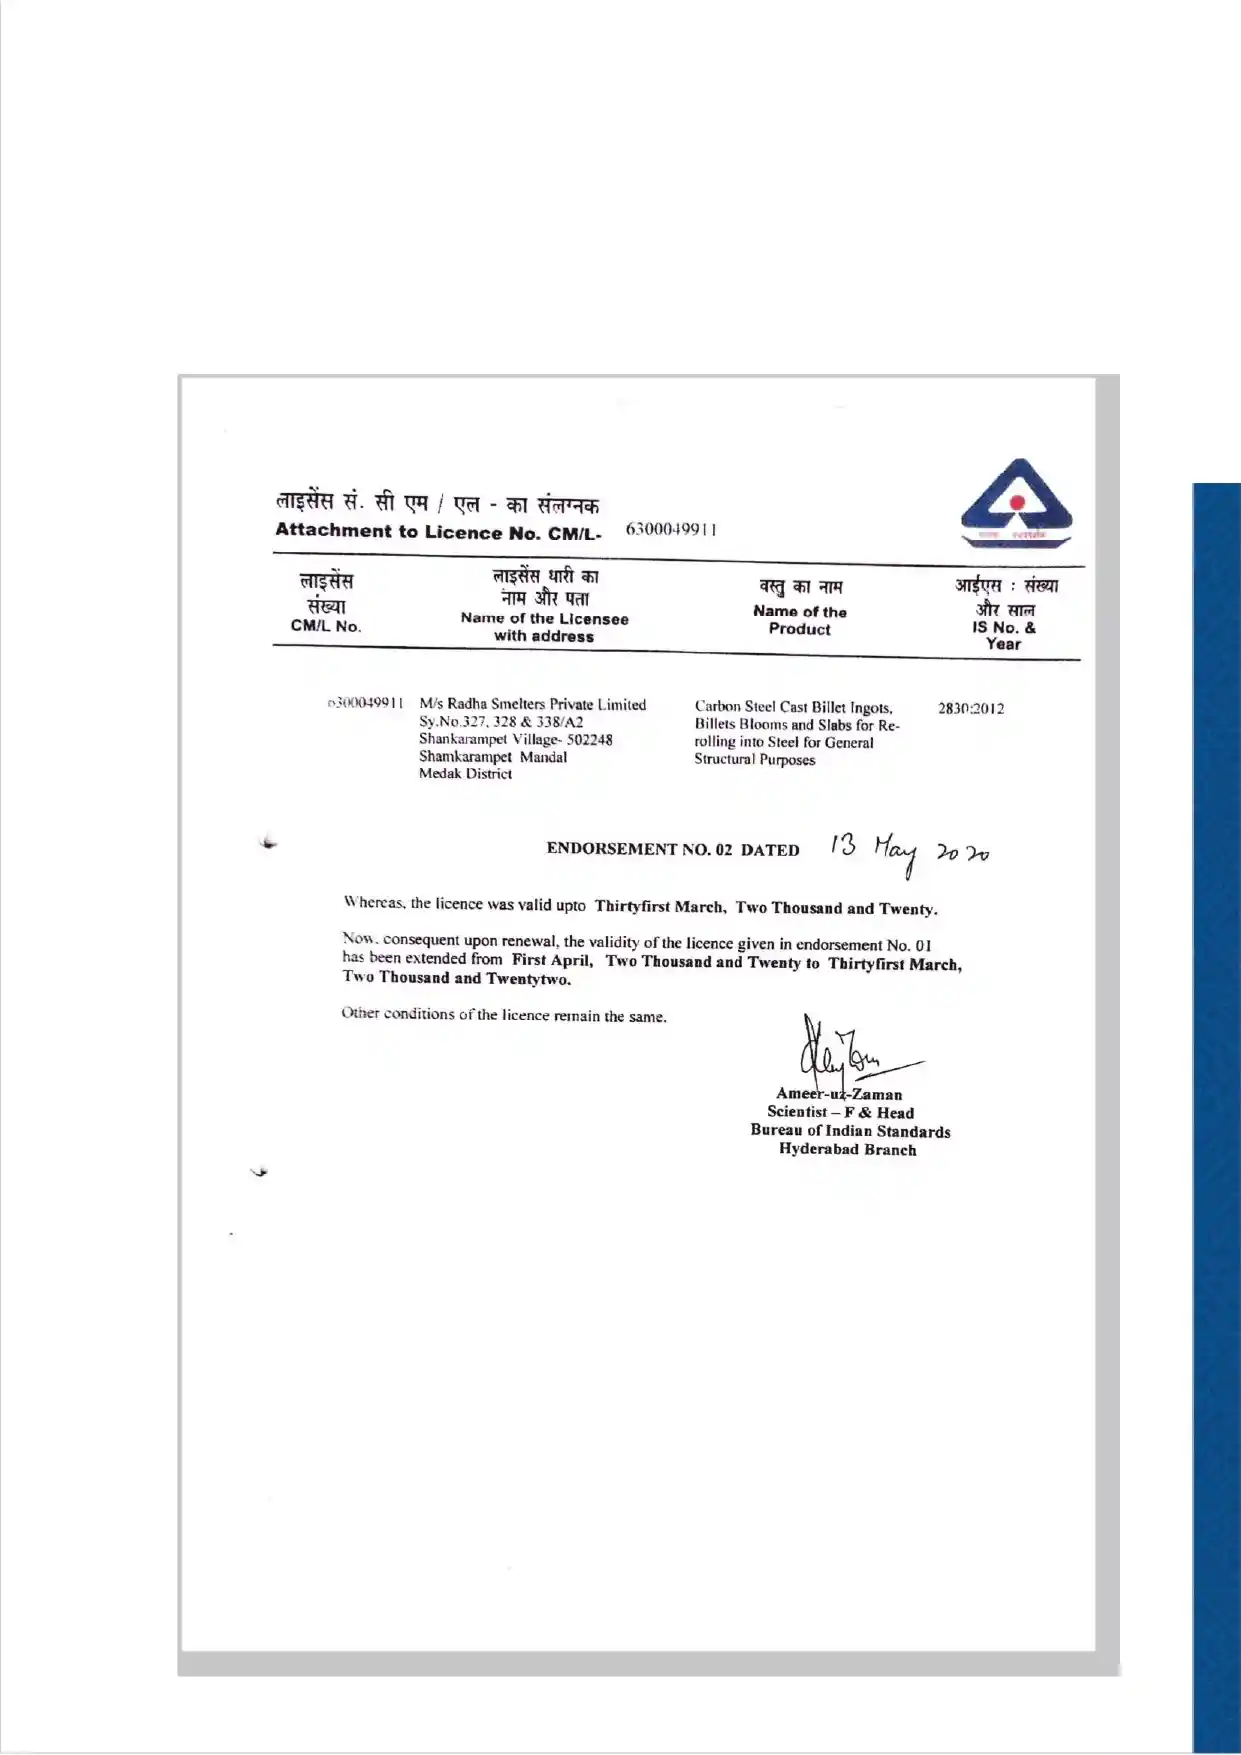 लाइसेंस सं. सी एम / एल - का संलग्नक
Attachment to Licence No. CM/L- 6300049911
लाइसेंस
संख्या
CM/L No.
लाइसेंस धारी का
नाम और पता
Name of the Licensee
with address
वस्तु का नाम
Name of the
Product
आईएस : संख्या
और साल
IS No. &
Year
6300049911
M/s Radha Smelters Private Limited
Sy.No.327, 328 & 338/A2
Shankarampet Village- 502248
Shamkarampet Mandal
Medak District
Carbon Steel Cast Billet Ingots,
Billets Blooms and Slabs for Re-
rolling into Steel for General
Structural Purposes
2830:2012
ENDORSEMENT NO. 02 DATED 13 May 2020
Whereas, the licence was valid upto Thirtyfirst March, Two Thousand and Twenty.
Now, consequent upon renewal, the validity of the licence given in endorsement No. 01
has been extended from First April, Two Thousand and Twenty to Thirtyfirst March,
Two Thousand and Twentytwo.
Other conditions of the licence remain the same.
Ameer-uz-Zaman
Scientist – F & Head
Bureau of Indian Standards
Hyderabad Branch